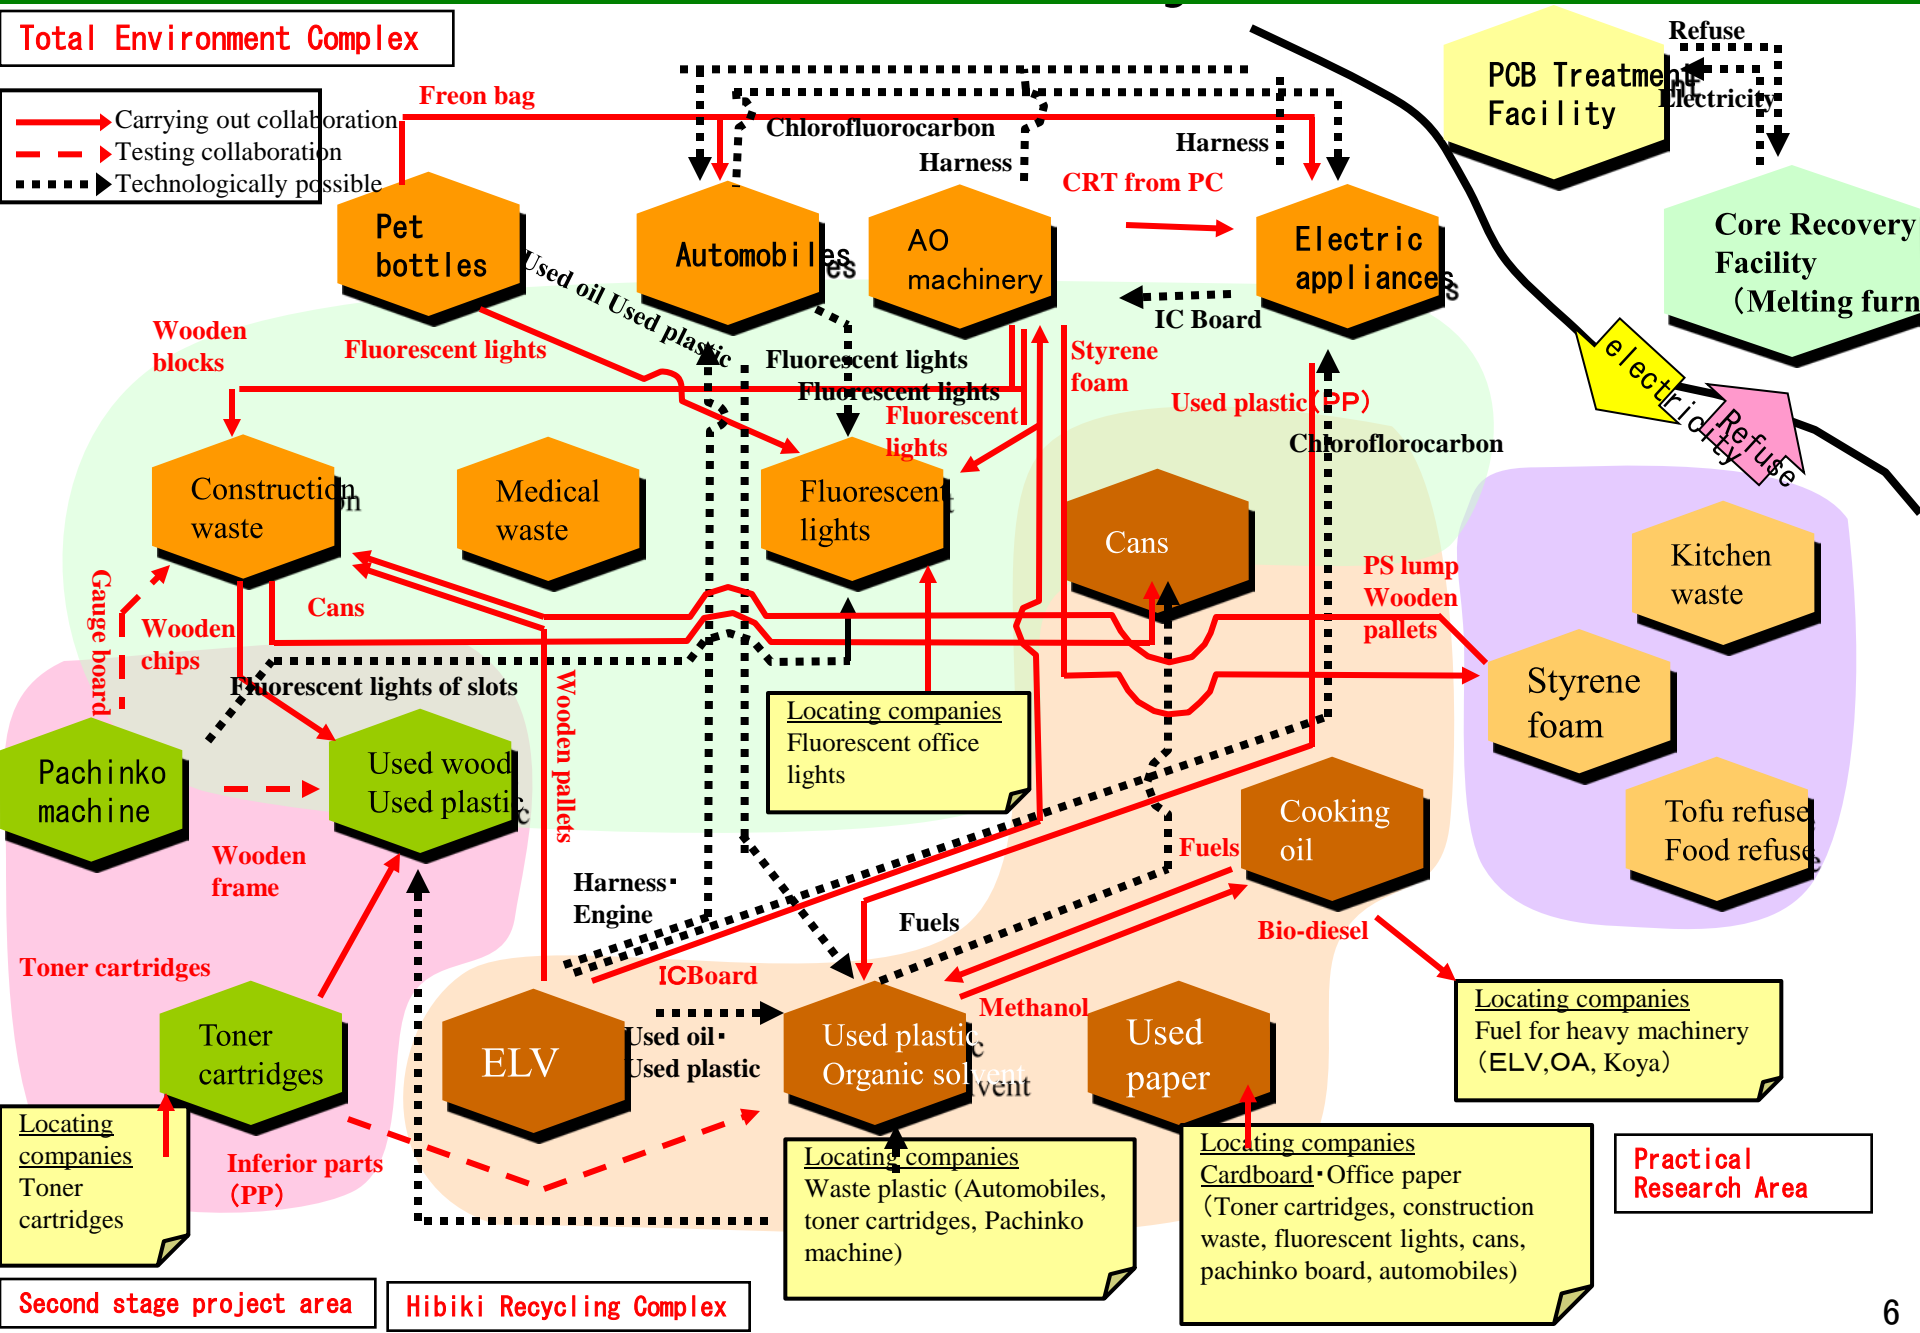 Total Environment Complex
Carrying out collaboration
Testing collaboration
Technologically possible
Freon bag
Chlorofluorocarbon
Harness
Harness
CRT from PC
Refuse
Electricity
PCB Treatment
Facility
Core Recovery
Facility
（Melting furn
Pet
bottles
Automobiles
AO
machinery
Electric
appliances
Used oil Used plastic
IC Board
Wooden
blocks
Fluorescent lights
Fluorescent lights
Fluorescent lights
Fluorescent
lights
Styrene
foam
Used plastic（PP）
Chloroflorocarbon
electricity
Refuse
Construction
waste
Medical
waste
Fluorescent
lights
Cans
Kitchen
waste
Gauge board
Wooden
chips
Cans
PS lump
Wooden
pallets
Fluorescent lights of slots
Wooden pallets
Styrene
foam
Locating companies
Fluorescent office
lights
Pachinko
machine
Used wood
Used plastic
Cooking
oil
Tofu refuse
Food refuse
Wooden
frame
Fuels
Harness・
Engine
Fuels
Bio-diesel
Toner cartridges
ICBoard
Methanol
Locating companies
Fuel for heavy machinery
（ELV,OA, Koya）
Toner
cartridges
ELV
Used oil・
Used plastic
Used plastic
Organic solvent
Used
paper
Locating
companies
Toner
cartridges
Inferior parts
（PP）
Locating companies
Waste plastic (Automobiles,
toner cartridges, Pachinko
machine)
Locating companies
Cardboard・Office paper
（Toner cartridges, construction
waste, fluorescent lights, cans,
pachinko board, automobiles)
Practical
Research Area
Second stage project area
Hibiki Recycling Complex
6